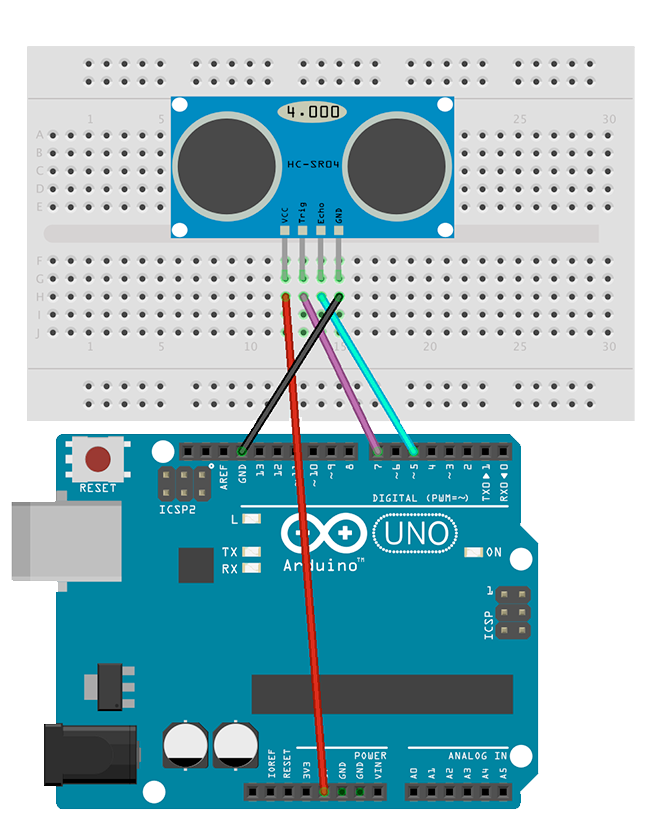 1 5 25 30
A
B
C
D
E
4.000
HC-SR04
VCC Trig Echo GND
F
G
H
I
J
1 5 10 15 20 25 30
RESET
ICSP2
AREF GND 13 12 ~11 ~10 ~9 8 7 ~6 ~5 4 ~3 2 TX0▶1 RX0◀0
DIGITAL (PWM=~)
L
TX
RX
Arduino™
UNO
ON
1
ICSP
POWER
ANALOG IN
IOREF RESET 3V3 GND GND VIN A0 A1 A2 A3 A4 A5